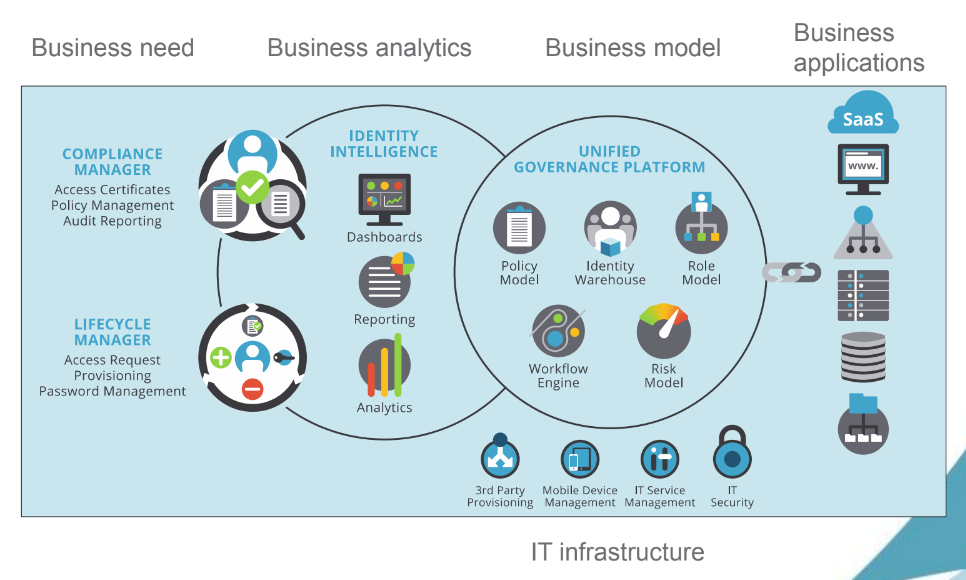 Business need
Business analytics
Business model
Business
applications
COMPLIANCE
MANAGER
Access Certificates
Policy Management
Audit Reporting
LIFECYCLE
MANAGER
Access Request
Provisioning
Password Management
IDENTITY
INTELLIGENCE
Dashboards
Reporting
Analytics
UNIFIED
GOVERNANCE PLATFORM
Policy
Model
Identity
Warehouse
Role
Model
Workflow
Engine
Risk
Model
SaaS
www.
3rd Party
Provisioning
Mobile Device
Management
it
IT Service
Management
IT
Security
IT infrastructure